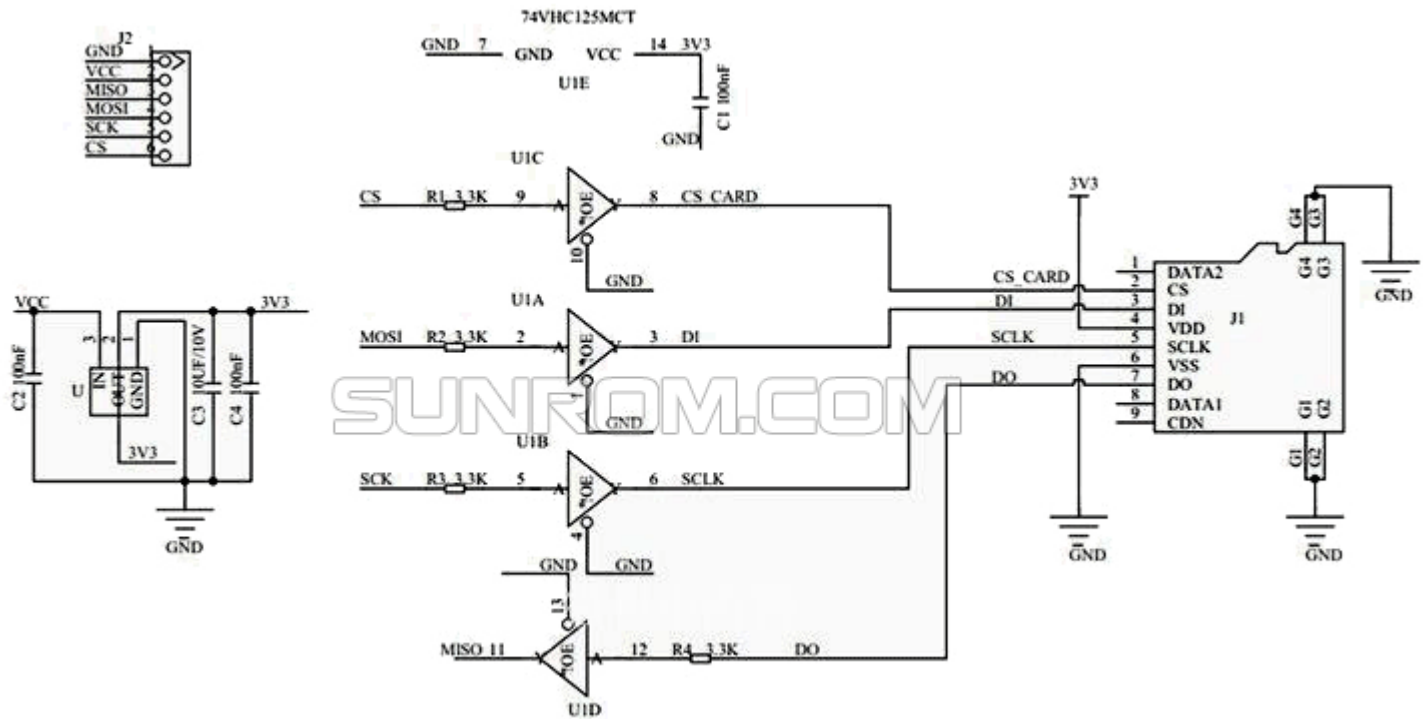 74VHC125MCT
GND 7 GND VCC 14 3V3
U1E
C1 100nF
GND
J2
GND 1
VCC 2
MISO 3
MOSI 4
SCK 5
CS 6
U1C
CS R1 3.3K 9 A OE Y 8 CS_CARD
10
GND
U1A
MOSI R2 3.3K 2 A OE Y 3 DI
1
GND
U1B
SCK R3 3.3K 5 A OE Y 6 SCLK
4
GND
GND
13
MISO 11 Y OE A 12 R4 3.3K DO
U1D
VCC
3V3
3 2 1
IN OUT GND
U
C2 100nF
C3 10UF/10V
C4 100nF
3V3
GND
SUNROM.COM
3V3
G4 G3
G4 G3
GND
1 DATA2
CS_CARD 2 CS
DI 3 DI
4 VDD
SCLK 5 SCLK
6 VSS
DO 7 DO
8 DATA1
9 CDN
J1
G1 G2
G1 G2
GND
GND